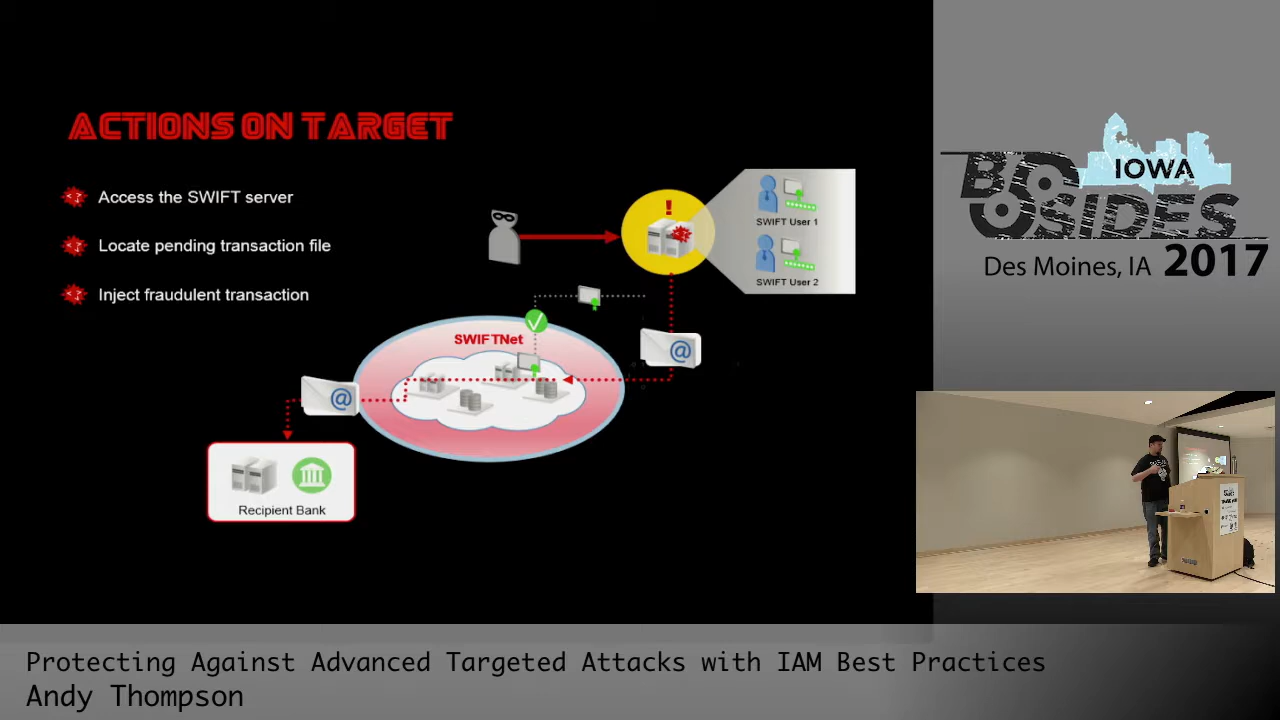 ACTIONS ON TARGET
Access the SWIFT server
Locate pending transaction file
Inject fraudulent transaction
!
SWIFT User 1
SWIFT User 2
SWIFTNet
@
@
Recipient Bank
BSIDES
IOWA
Des Moines, IA 2017
Protecting Against Advanced Targeted Attacks with IAM Best Practices
Andy Thompson